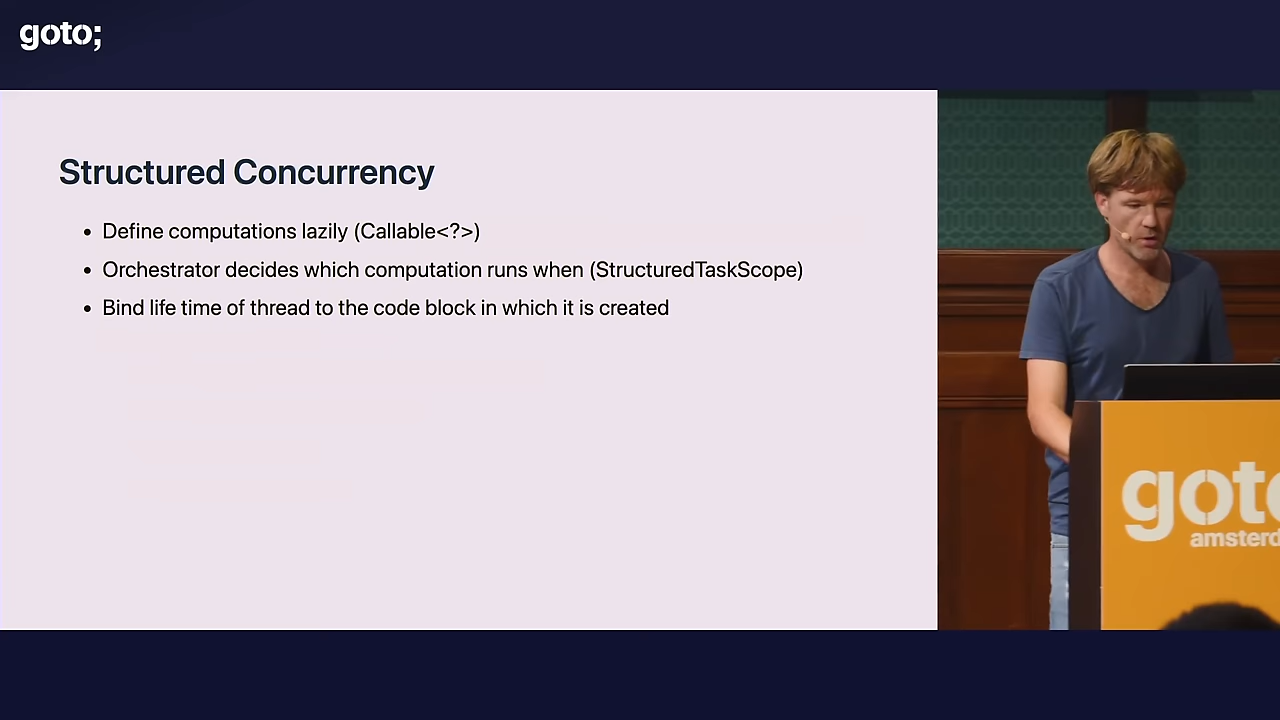 goto;
Structured Concurrency
• Define computations lazily (Callable<?>)
• Orchestrator decides which computation runs when (StructuredTaskScope)
• Bind life time of thread to the code block in which it is created
goto
amsterd